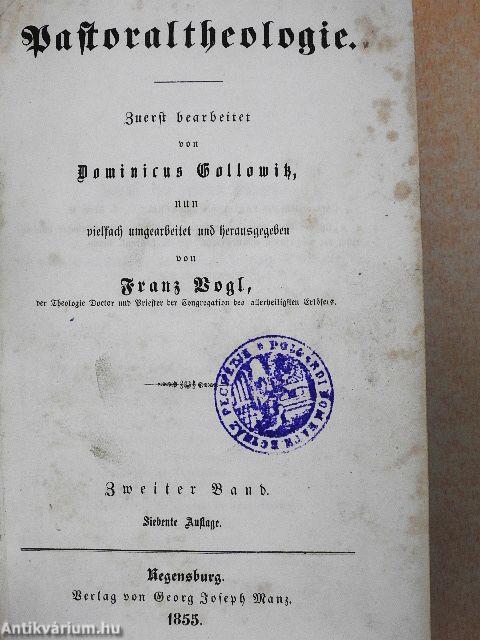 Pastoraltheologie.
Zuerst bearbeitet
von
Dominicus Gollowitz,
nun
vielfach umgearbeitet und herausgegeben
von
Franz Vogl,
der Theologie Doctor und Priester der Congregation des allerheiligsten Erlösers.
Zweiter Band.
Siebente Auflage.
Regensburg.
Verlag von Georg Joseph Manz.
1855.
Antikvárium.hu